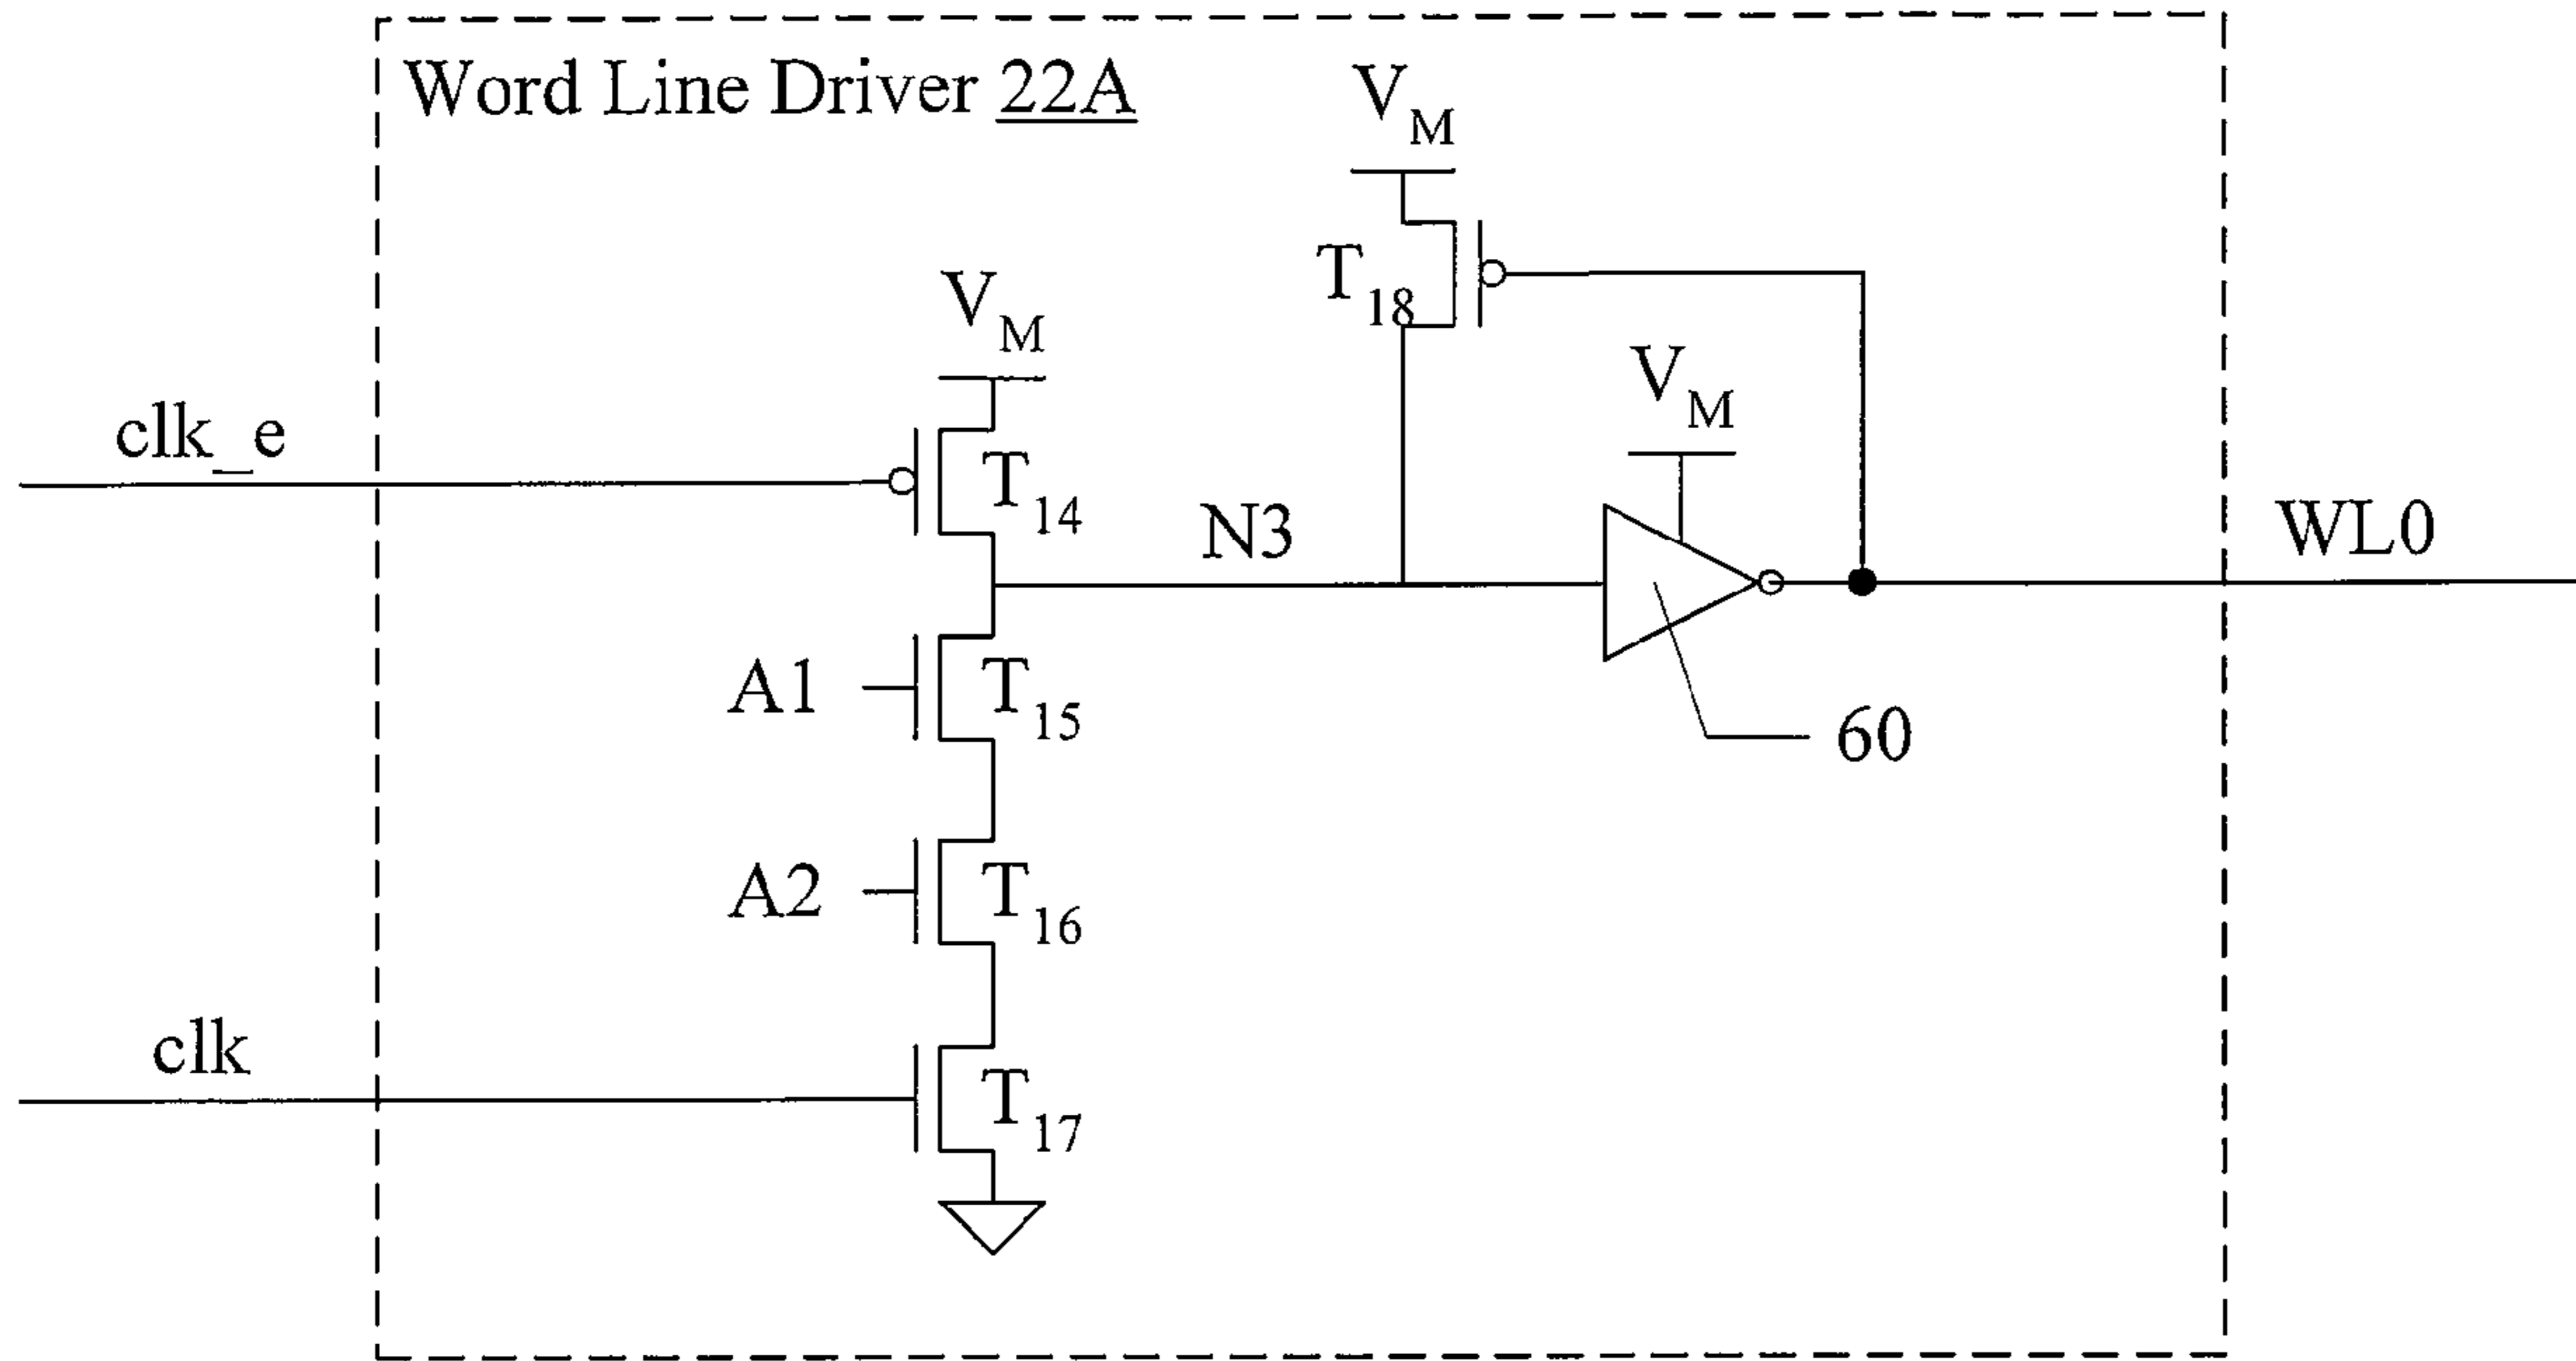 Word Line Driver 22A
VM
T18
VM
VM
clk_e
T14
N3
WL0
A1
T15
60
A2
T16
clk
T17